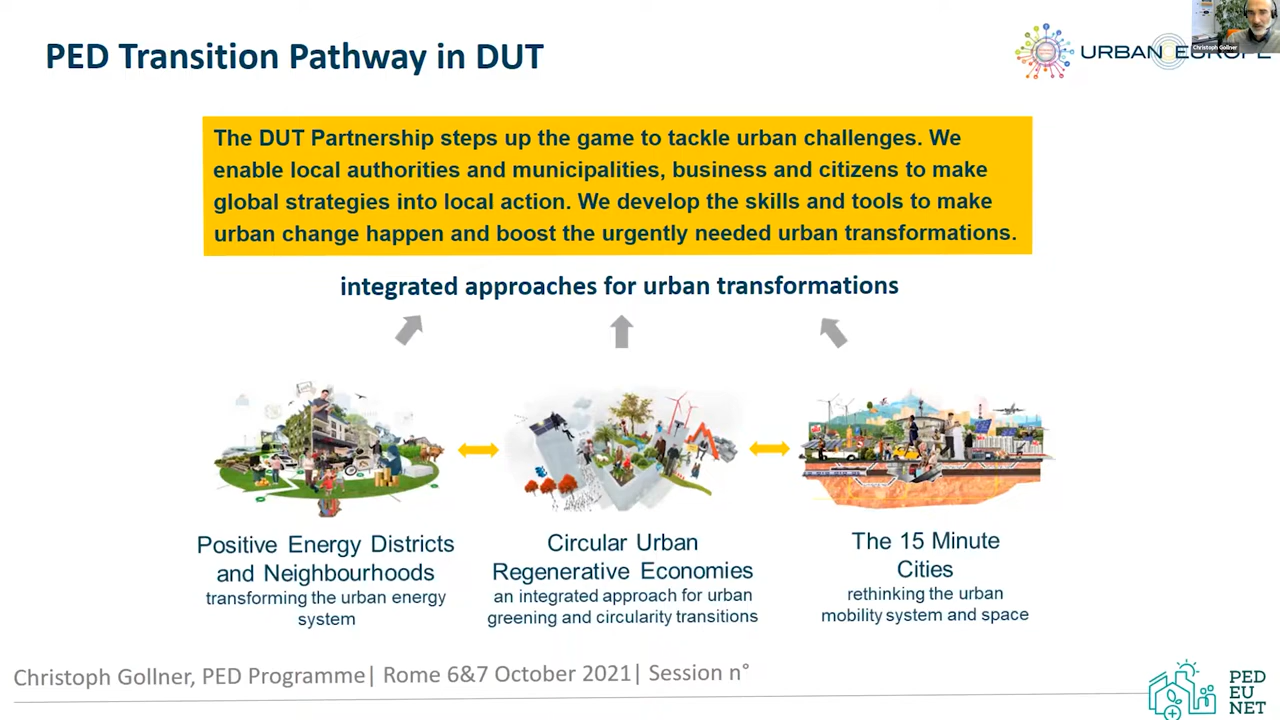 PED Transition Pathway in DUT
Christoph Gollner
URBAN EUROPE
The DUT Partnership steps up the game to tackle urban challenges. We
enable local authorities and municipalities, business and citizens to make
global strategies into local action. We develop the skills and tools to make
urban change happen and boost the urgently needed urban transformations.
integrated approaches for urban transformations
Positive Energy Districts
and Neighbourhoods
transforming the urban energy
system
Circular Urban
Regenerative Economies
an integrated approach for urban
greening and circularity transitions
The 15 Minute
Cities
rethinking the urban
mobility system and space
Christoph Gollner, PED Programme| Rome 6&7 October 2021| Session n°
PED
EU
NET